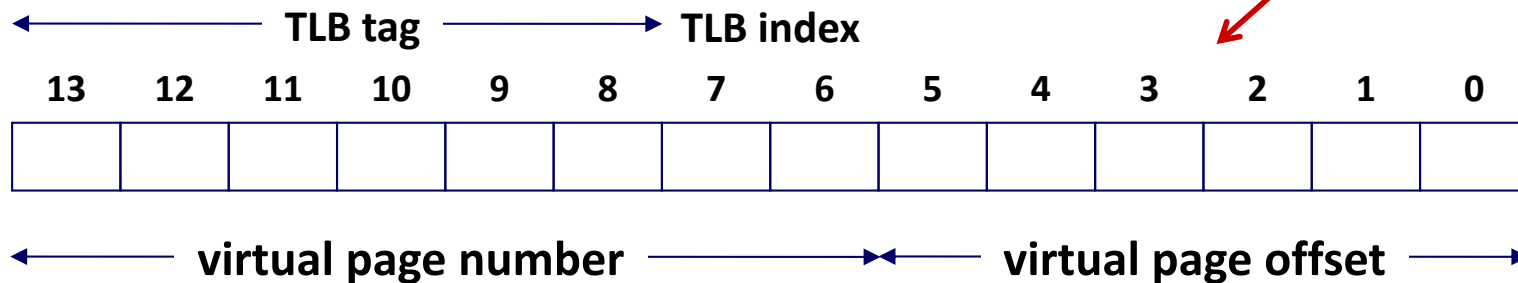 TLB tag TLB index
13 12 11 10 9 8 7 6 5 4 3 2 1 0
virtual page number virtual page offset